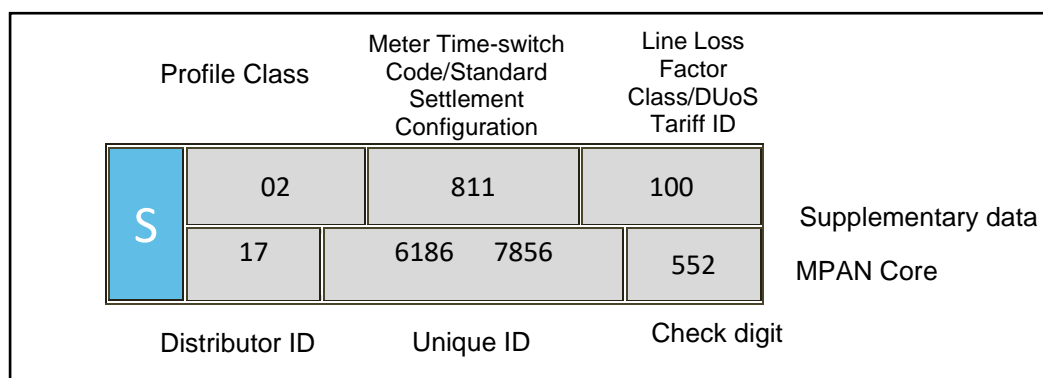 Profile Class
Meter Time-switch
Code/Standard
Settlement
Configuration
Line Loss
Factor
Class/DUoS
Tariff ID
S
02 811 100
Supplementary data
17 6186 7856 552
MPAN Core
Distributor ID Unique ID Check digit